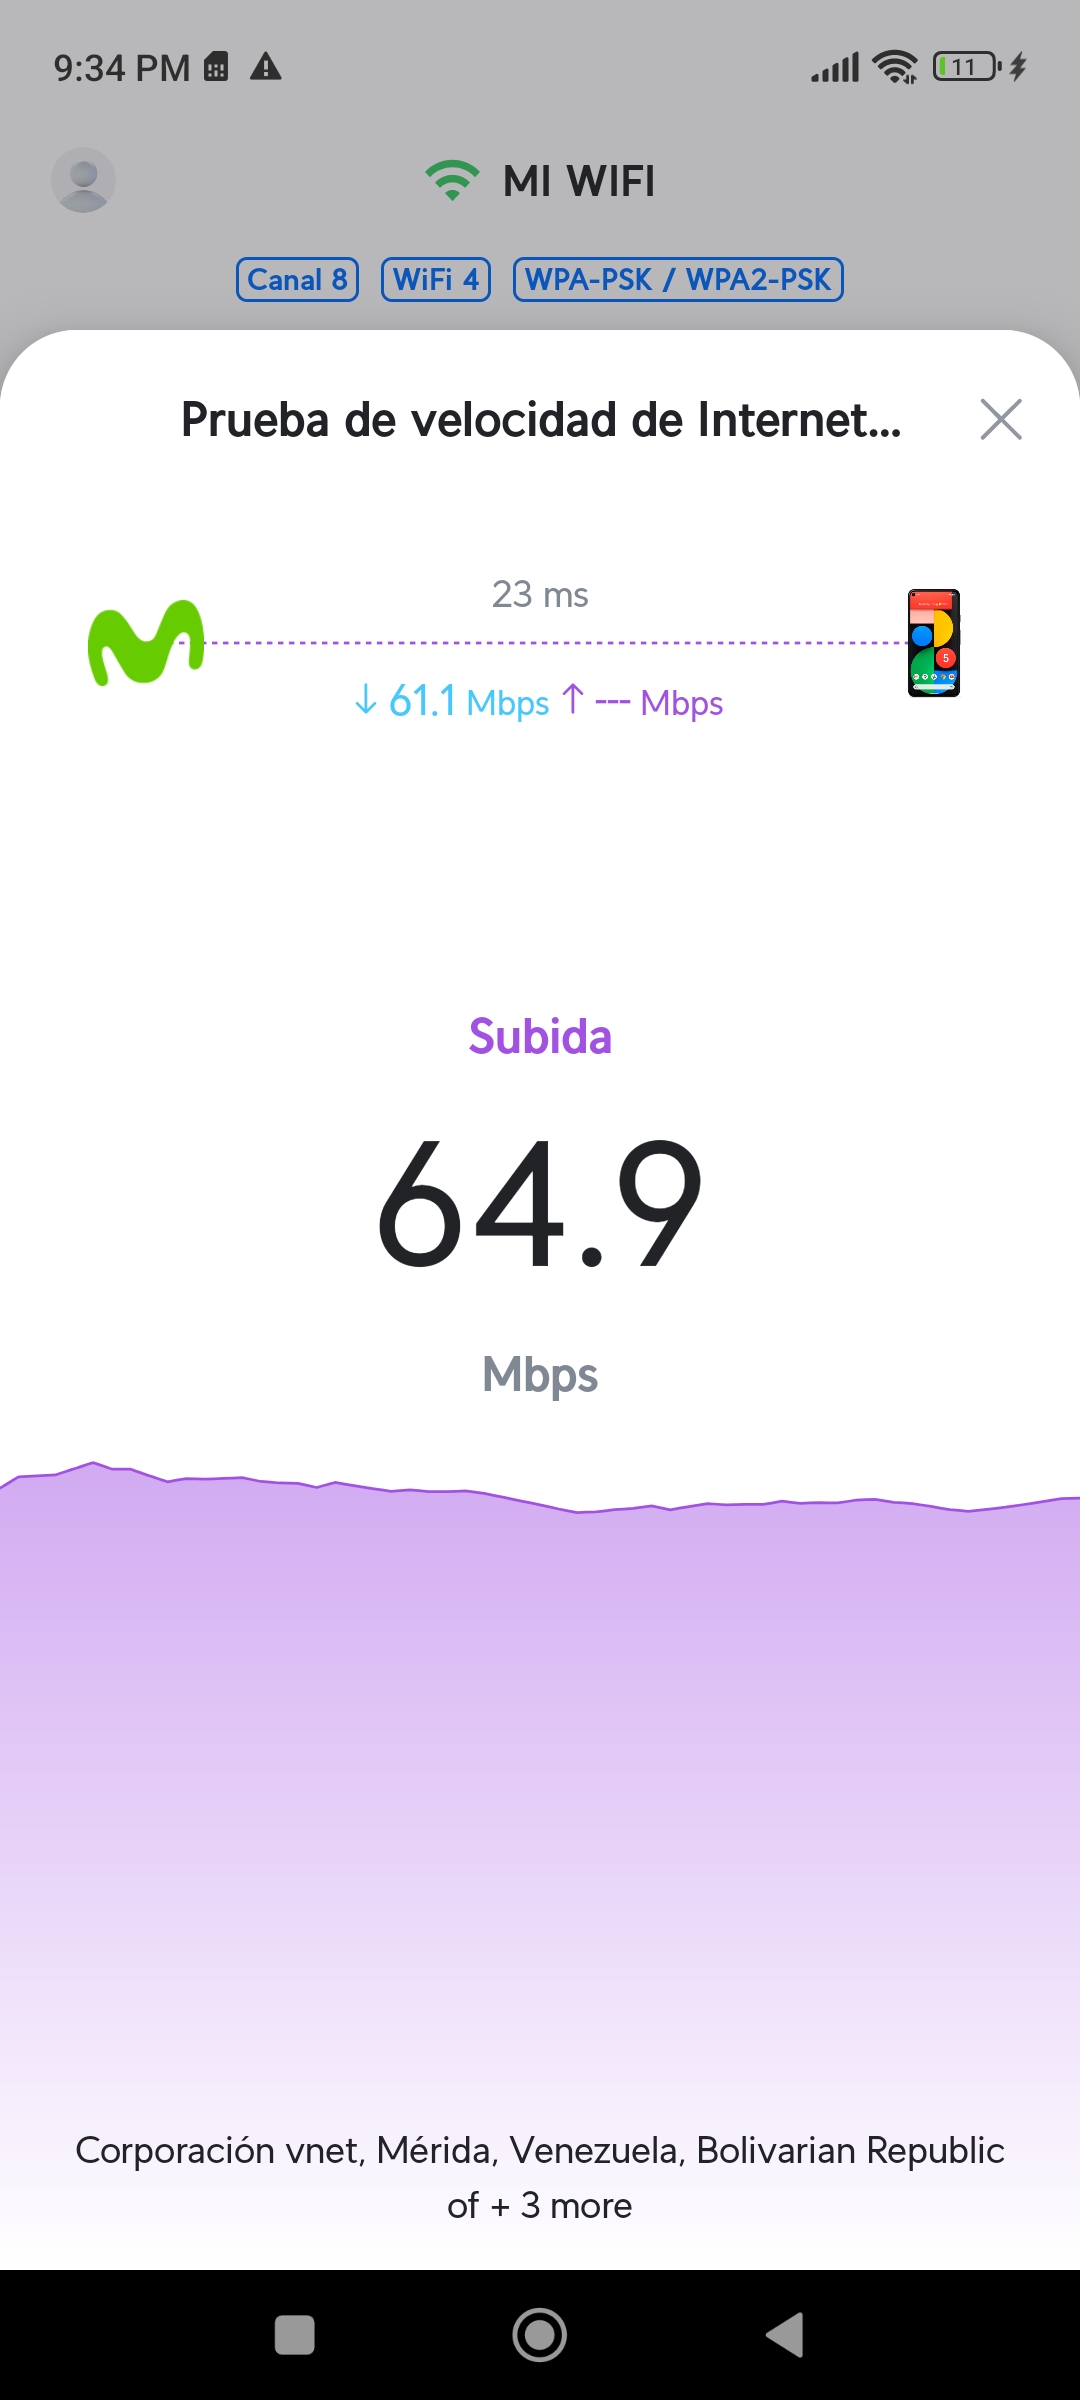 9:34 PM
11
MI WIFI
Canal 8
WiFi 4
WPA-PSK / WPA2-PSK
Prueba de velocidad de Internet...
23 ms
↓ 61.1 Mbps ↑ --- Mbps
5
Subida
64.9
Mbps
Corporación vnet, Mérida, Venezuela, Bolivarian Republic
of + 3 more